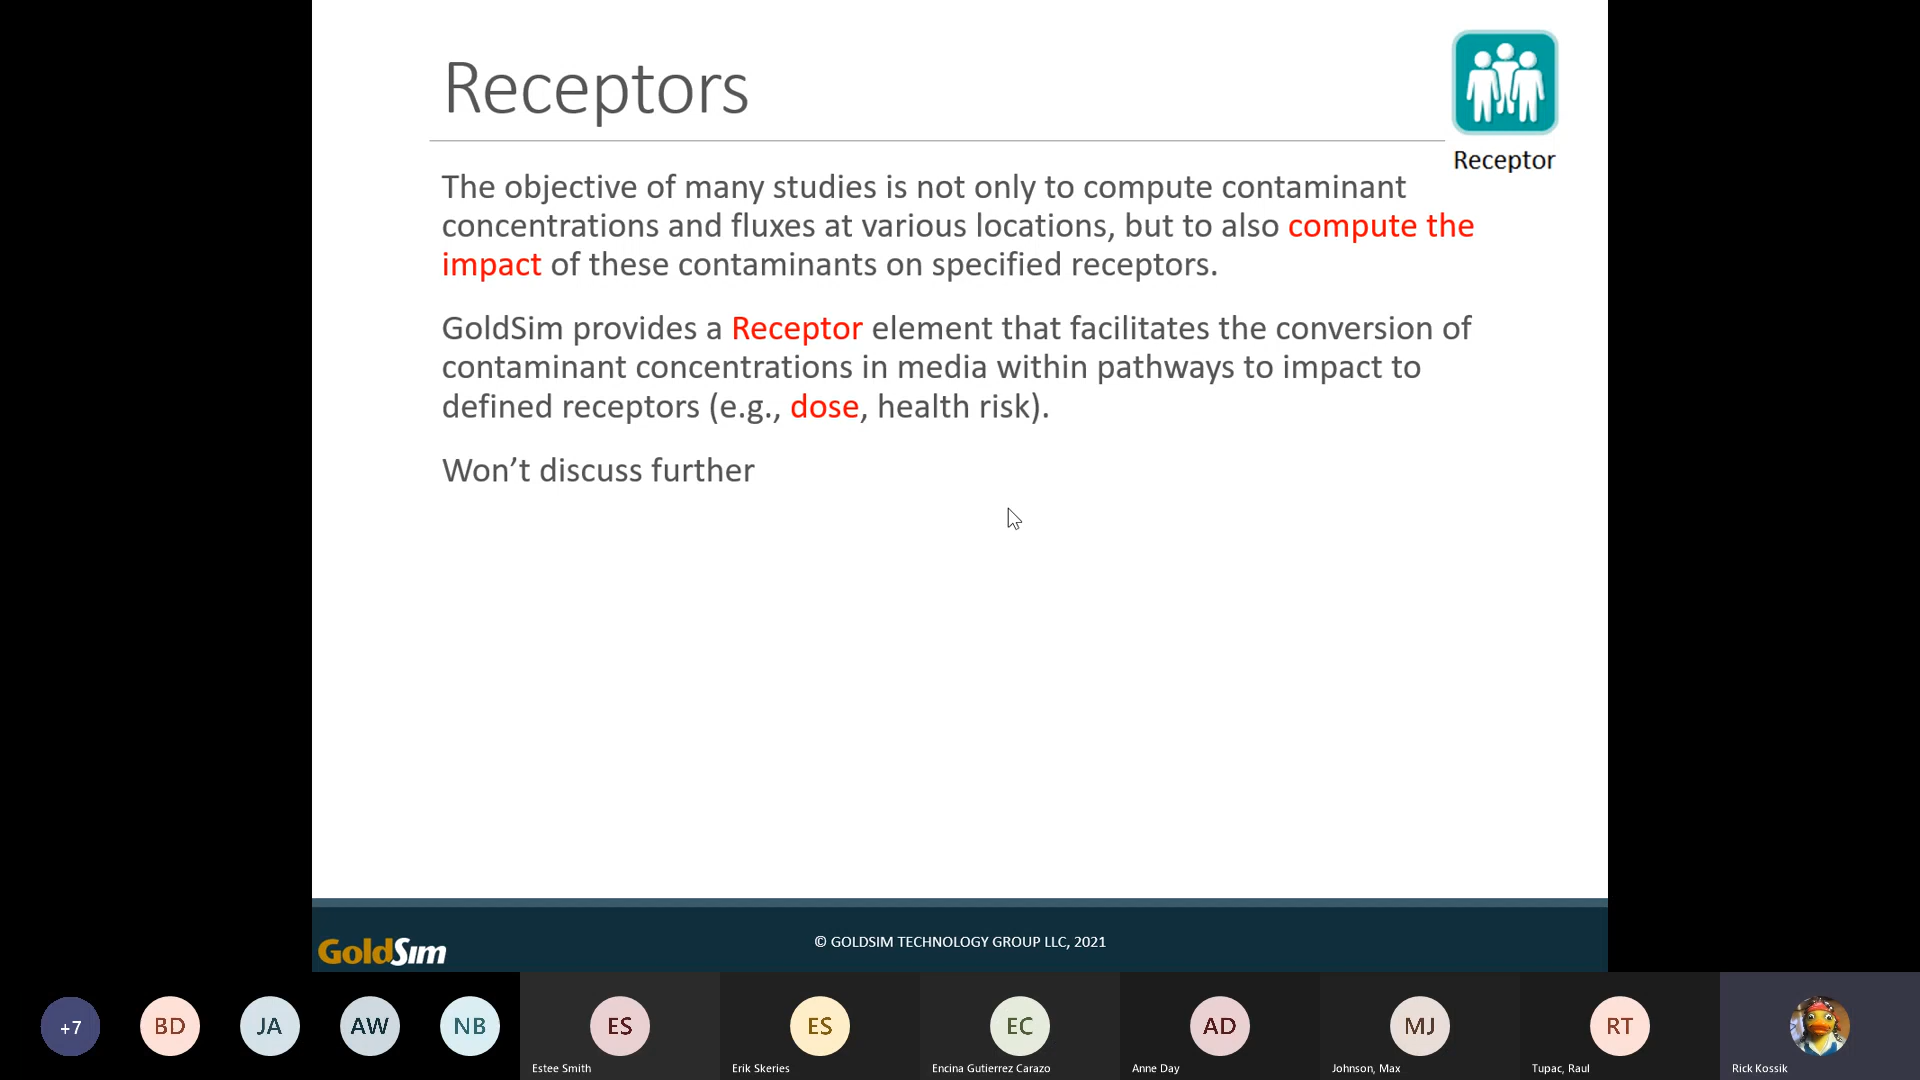 Receptors
Receptor
The objective of many studies is not only to compute contaminant
concentrations and fluxes at various locations, but to also compute the
impact of these contaminants on specified receptors.
GoldSim provides a Receptor element that facilitates the conversion of
contaminant concentrations in media within pathways to impact to
defined receptors (e.g., dose, health risk).
Won’t discuss further
GoldSim
© GOLDSIM TECHNOLOGY GROUP LLC, 2021
+7
BD
JA
AW
NB
ES
Estee Smith
ES
Erik Skeries
EC
Encina Gutierrez Carazo
AD
Anne Day
MJ
Johnson, Max
RT
Tupac, Raul
Rick Kossik